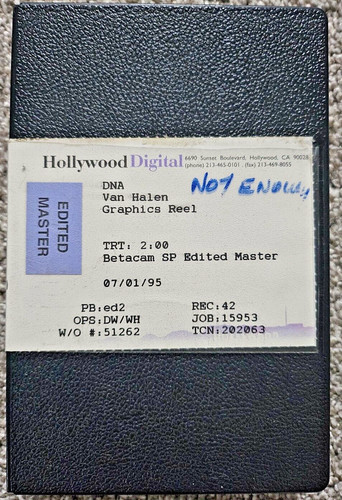 Hollywood Digital
6690 Sunset Boulevard, Hollywood, CA 90028
(phone) 213-465-0101 . (fax) 213-469-8055
NOT ENOUGH
EDITED
MASTER
DNA
Van Halen
Graphics Reel
TRT: 2:00
Betacam SP Edited Master
07/01/95
PB:ed2 REC:42
OPS:DW/WH JOB:15953
W/O #:51262 TCN:202063